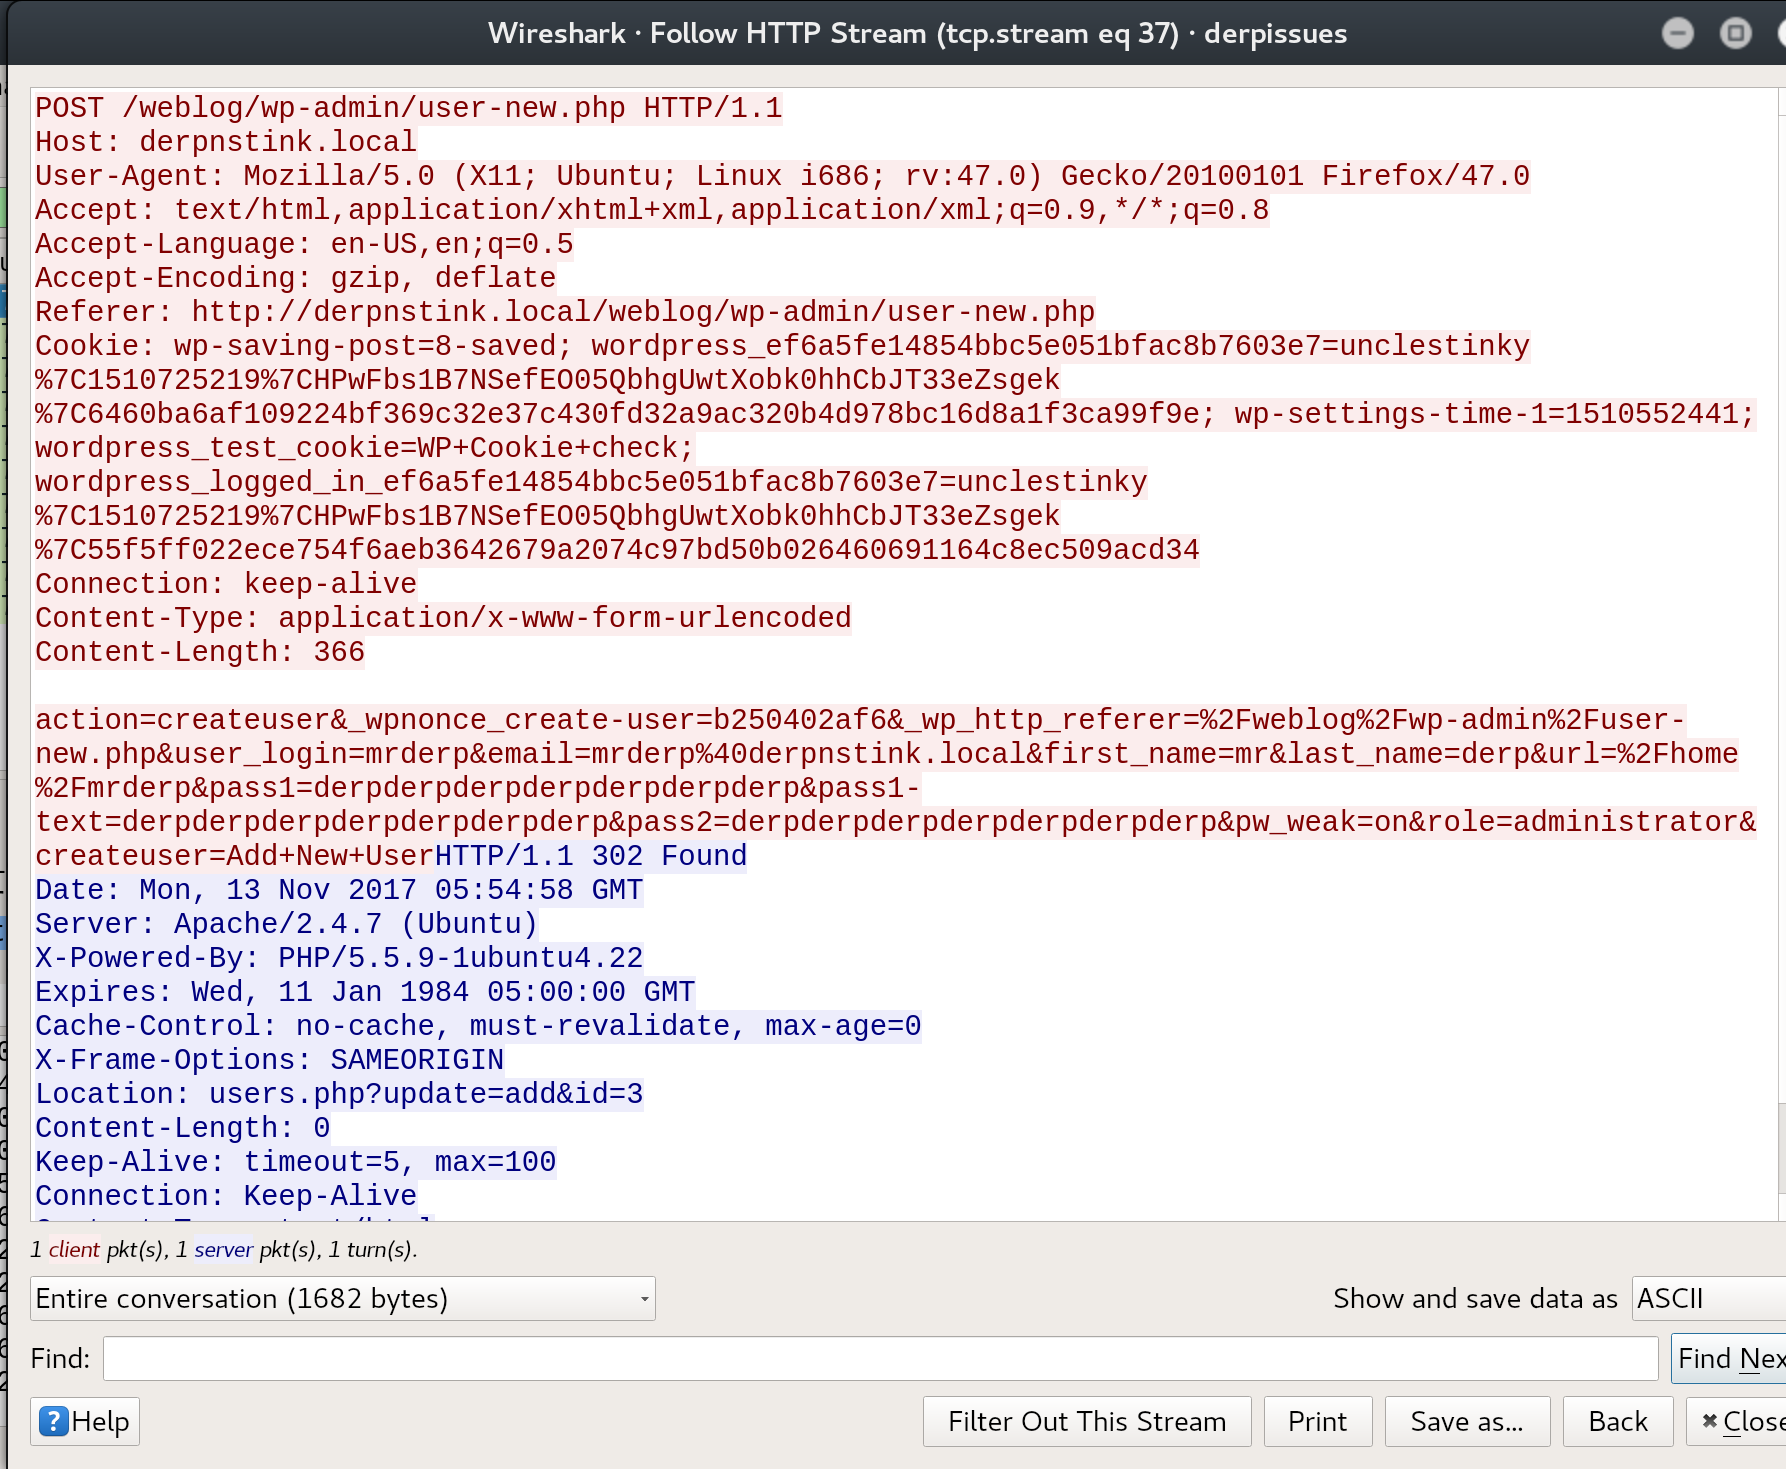 Wireshark · Follow HTTP Stream (tcp.stream eq 37) · derpissues
POST /weblog/wp-admin/user-new.php HTTP/1.1
Host: derpnstink.local
User-Agent: Mozilla/5.0 (X11; Ubuntu; Linux i686; rv:47.0) Gecko/20100101 Firefox/47.0
Accept: text/html,application/xhtml+xml,application/xml;q=0.9,*/*;q=0.8
Accept-Language: en-US,en;q=0.5
Accept-Encoding: gzip, deflate
Referer: http://derpnstink.local/weblog/wp-admin/user-new.php
Cookie: wp-saving-post=8-saved; wordpress_ef6a5fe14854bbc5e051bfac8b7603e7=unclestinky
%7C1510725219%7CHPwFbs1B7NSefEO05QbhgUwtXobk0hhCbJT33eZsgek
%7C6460ba6af109224bf369c32e37c430fd32a9ac320b4d978bc16d8a1f3ca99f9e; wp-settings-time-1=1510552441;
wordpress_test_cookie=WP+Cookie+check;
wordpress_logged_in_ef6a5fe14854bbc5e051bfac8b7603e7=unclestinky
%7C1510725219%7CHPwFbs1B7NSefEO05QbhgUwtXobk0hhCbJT33eZsgek
%7C55f5ff022ece754f6aeb3642679a2074c97bd50b026460691164c8ec509acd34
Connection: keep-alive
Content-Type: application/x-www-form-urlencoded
Content-Length: 366
action=createuser&_wpnonce_create-user=b250402af6&_wp_http_referer=%2Fweblog%2Fwp-admin%2Fuser-
new.php&user_login=mrderp&email=mrderp%40derpnstink.local&first_name=mr&last_name=derp&url=%2Fhome
%2Fmrderp&pass1=derpderpderpderpderpderpderp&pass1-
text=derpderpderpderpderpderpderp&pass2=derpderpderpderpderpderpderp&pw_weak=on&role=administrator&
createuser=Add+New+UserHTTP/1.1 302 Found
Date: Mon, 13 Nov 2017 05:54:58 GMT
Server: Apache/2.4.7 (Ubuntu)
X-Powered-By: PHP/5.5.9-1ubuntu4.22
Expires: Wed, 11 Jan 1984 05:00:00 GMT
Cache-Control: no-cache, must-revalidate, max-age=0
X-Frame-Options: SAMEORIGIN
Location: users.php?update=add&id=3
Content-Length: 0
Keep-Alive: timeout=5, max=100
Connection: Keep-Alive
1 client pkt(s), 1 server pkt(s), 1 turn(s).
Entire conversation (1682 bytes)
Show and save data as ASCII
Find:
Find Nex
Help
Filter Out This Stream
Print
Save as...
Back
Close